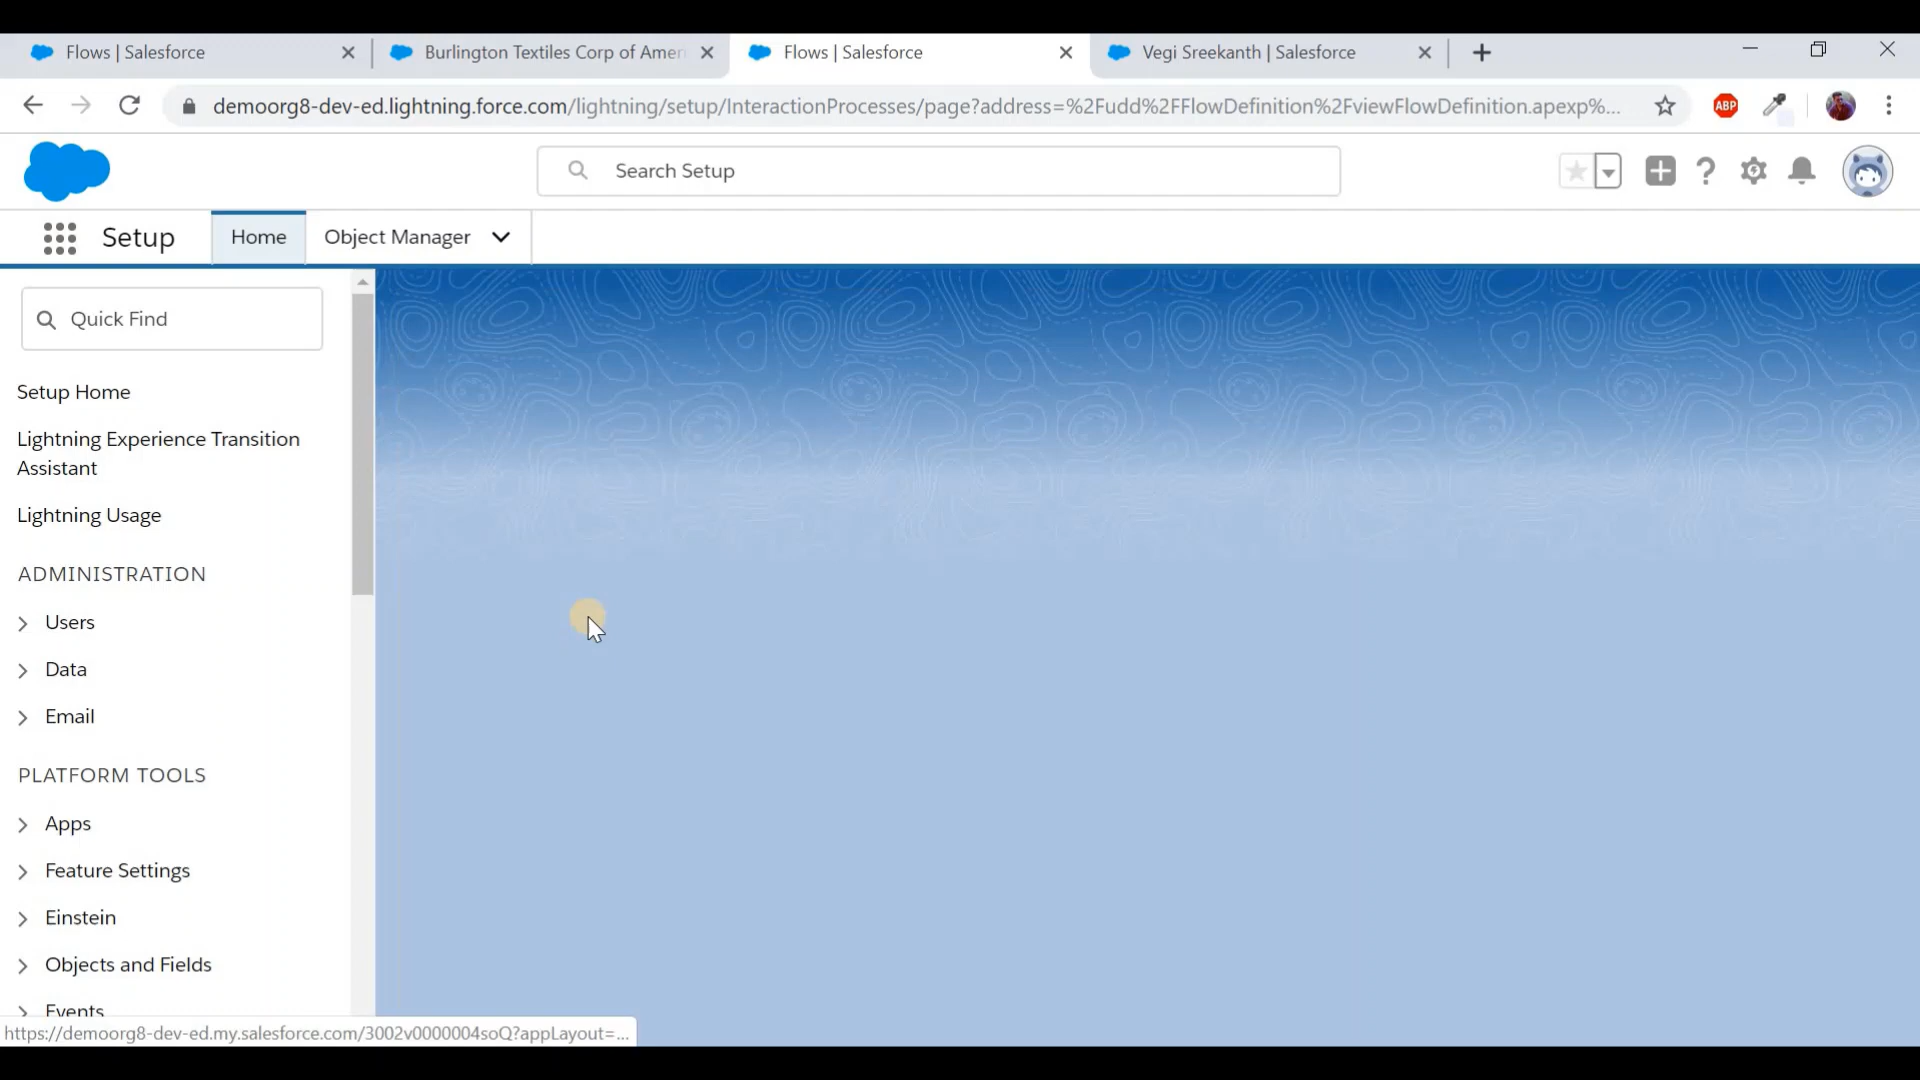 Flows | Salesforce
Burlington Textiles Corp of Amer
Flows | Salesforce
Vegi Sreekanth | Salesforce
demoorg8-dev-ed.lightning.force.com/lightning/setup/InteractionProcesses/page?address=%2Fudd%2FFlowDefinition%2FviewFlowDefinition.apexp%...
ABP
Search Setup
Setup
Home
Object Manager
Quick Find
Setup Home
Lightning Experience Transition
Assistant
Lightning Usage
ADMINISTRATION
Users
Data
Email
PLATFORM TOOLS
Apps
Feature Settings
Einstein
Objects and Fields
Events
https://demoorg8-dev-ed.my.salesforce.com/3002v0000004soQ?appLayout=...